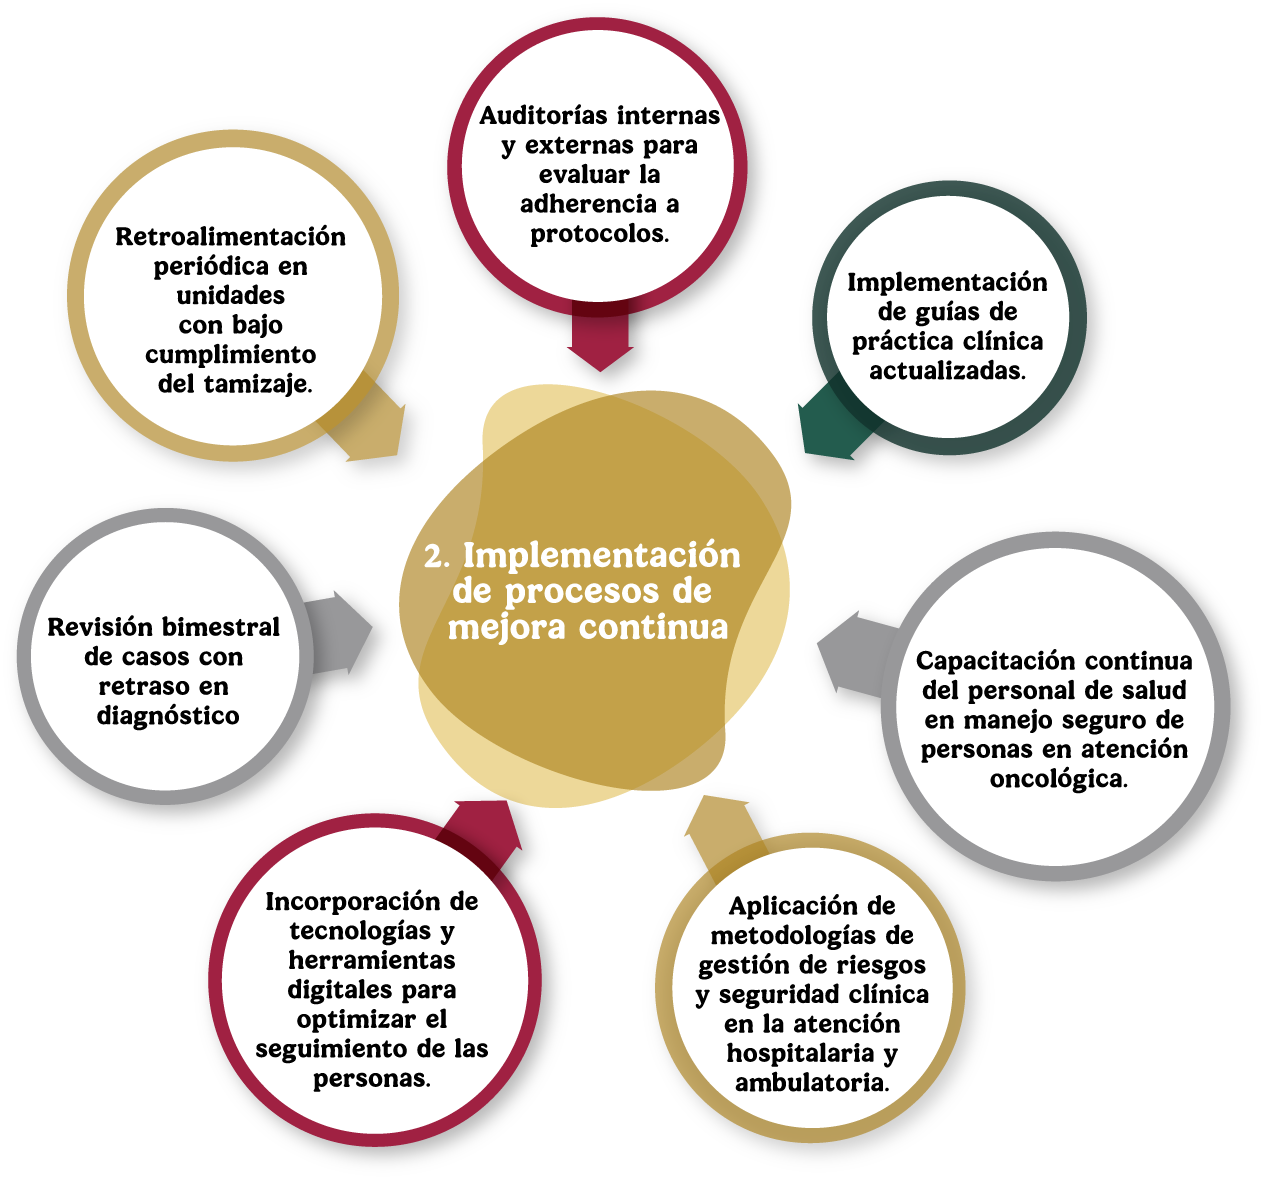 Auditorías internas
y externas para
evaluar la
adherencia a
protocolos.
Implementación
de guías de
práctica clínica
actualizadas.
Capacitación continua
del personal de salud
en manejo seguro de
personas en atención
oncológica.
Aplicación de
metodologías de
gestión de riesgos
y seguridad clínica
en la atención
hospitalaria y
ambulatoria.
Incorporación de
tecnologías y
herramientas
digitales para
optimizar el
seguimiento de las
personas.
Revisión bimestral
de casos con
retraso en
diagnóstico
Retroalimentación
periódica en
unidades
con bajo
cumplimiento
del tamizaje.
2. Implementación
de procesos de
mejora continua